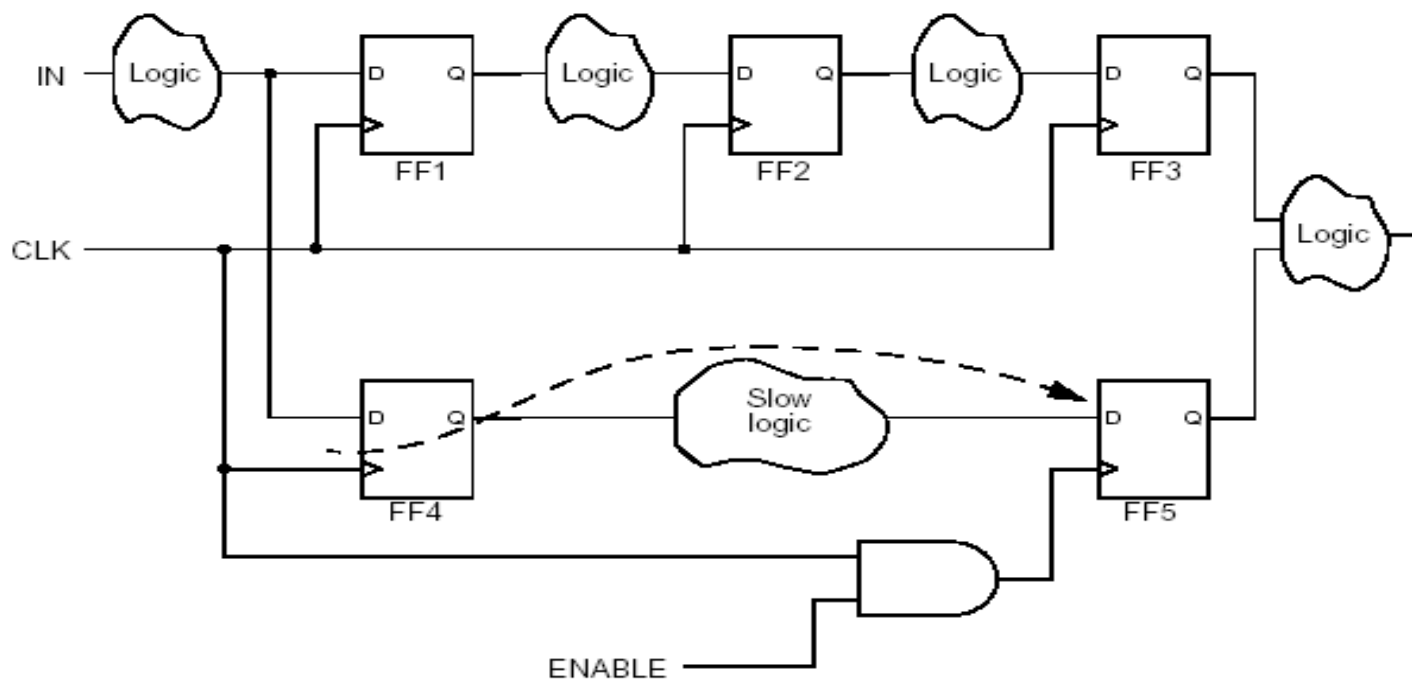 IN
Logic
D
Q
FF1
Logic
D
Q
FF2
Logic
D
Q
FF3
CLK
Logic
D
Q
FF4
Slow
logic
D
Q
FF5
ENABLE